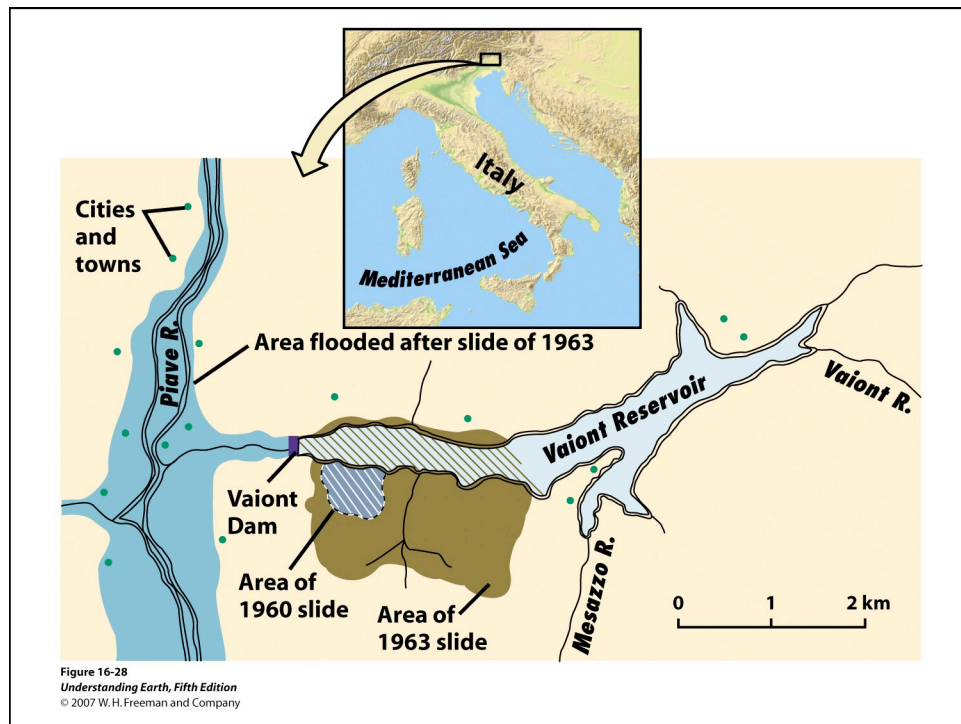 Italy
Mediterranean Sea
Cities
and
towns
Piave R.
Area flooded after slide of 1963
Vaiont Reservoir
Vaiont R.
Vaiont
Dam
Area of
1960 slide
Area of
1963 slide
Mesazzo R.
0 1 2 km
Figure 16-28
Understanding Earth, Fifth Edition
© 2007 W. H. Freeman and Company